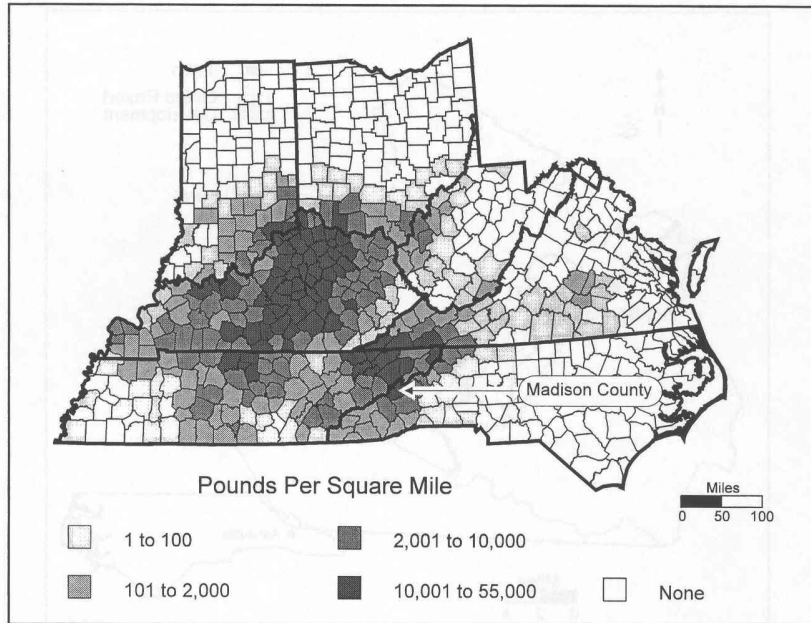 Madison County
Pounds Per Square Mile
Miles
0 50 100
1 to 100
2,001 to 10,000
101 to 2,000
10,001 to 55,000
None